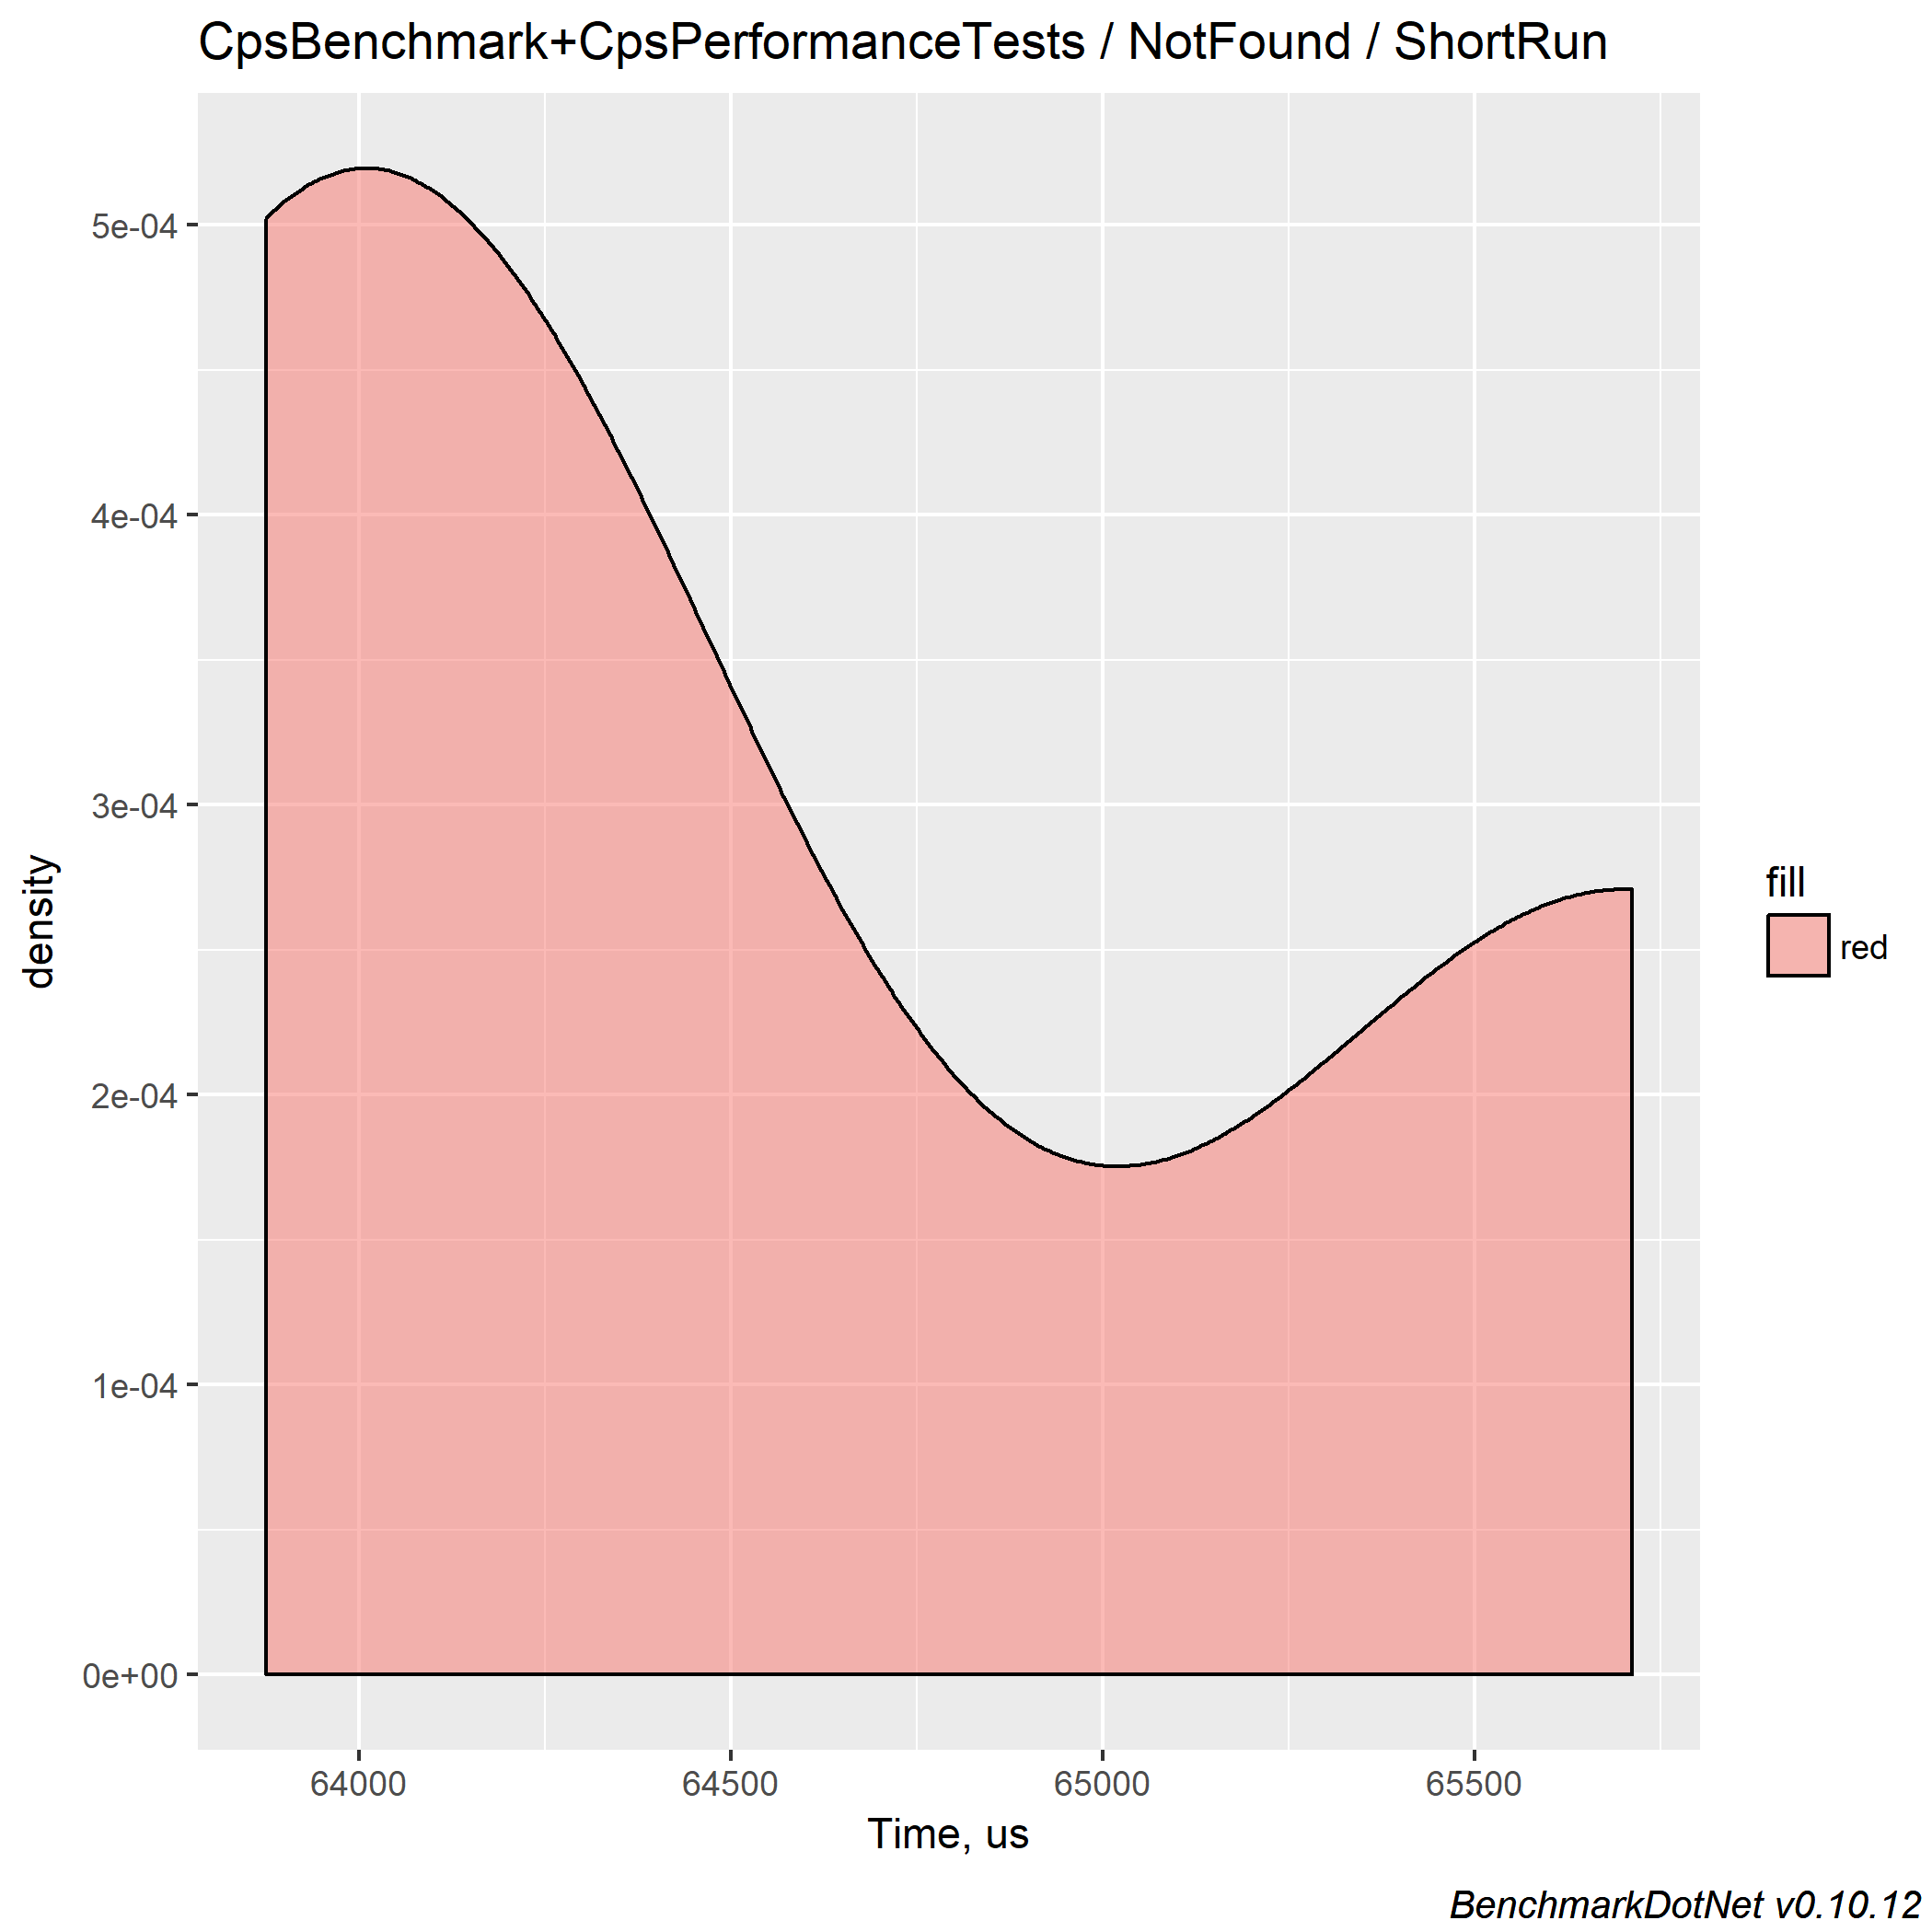 CpsBenchmark+CpsPerformanceTests / NotFound / ShortRun
5e-04
4e-04
3e-04
2e-04
1e-04
0e+00
density
64000 64500 65000 65500
Time, us
fill
red
BenchmarkDotNet v0.10.12